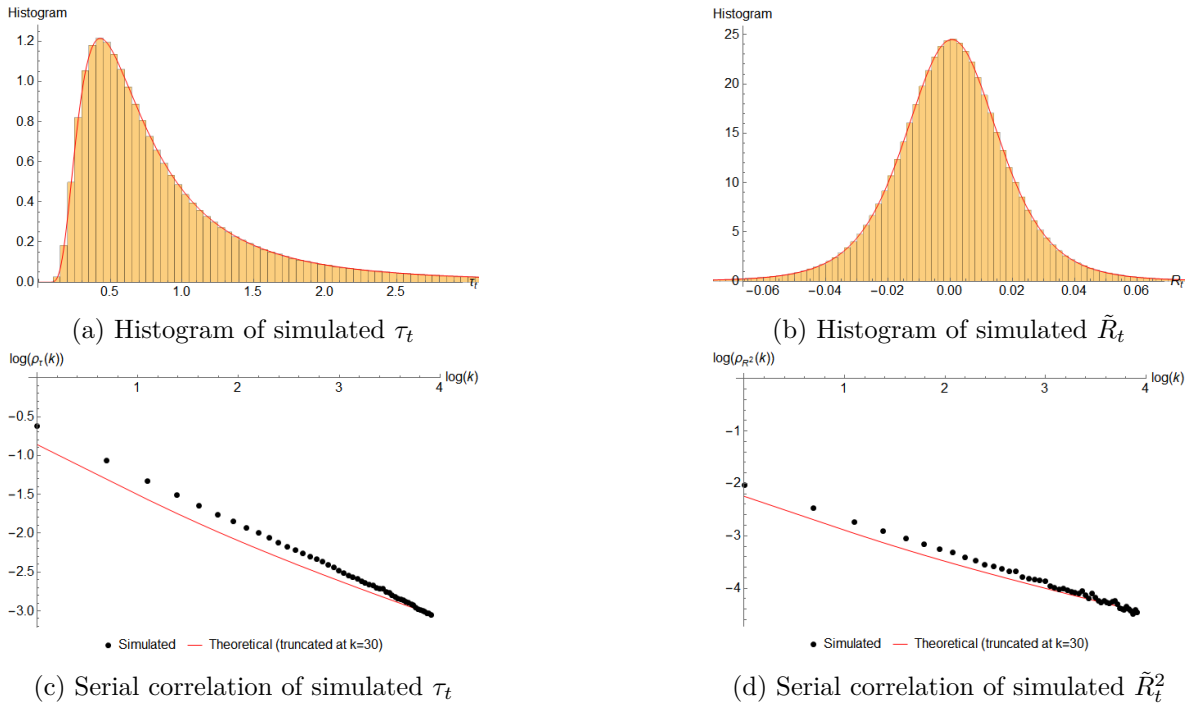 Histogram
1.2
1.0
0.8
0.6
0.4
0.2
0.0
0.5 1.0 1.5 2.0 2.5 τt
(a) Histogram of simulated τt
Histogram
25
20
15
10
5
0
−0.06 −0.04 −0.02 0.00 0.02 0.04 0.06 Rt
(b) Histogram of simulated R̃t
log(ρτ(k))
1 2 3 4 log(k)
−0.5
−1.0
−1.5
−2.0
−2.5
−3.0
Simulated Theoretical (truncated at k=30)
(c) Serial correlation of simulated τt
log(ρR²(k))
1 2 3 4 log(k)
−1
−2
−3
−4
Simulated Theoretical (truncated at k=30)
(d) Serial correlation of simulated R̃t²